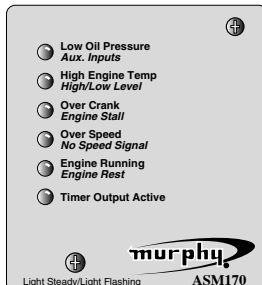 Low Oil Pressure
Aux. Inputs
High Engine Temp
High/Low Level
Over Crank
Engine Stall
Over Speed
No Speed Signal
Engine Running
Engine Rest
Timer Output Active
murphy
Light Steady/Light Flashing
ASM170